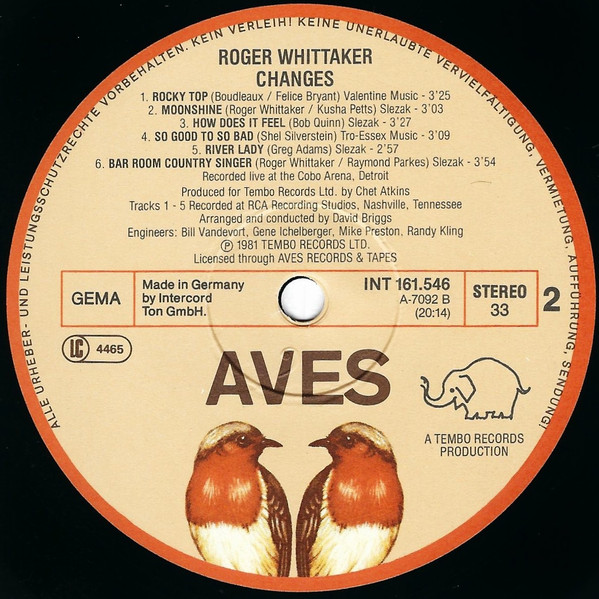 ALLE URHEBER- UND LEISTUNGSSCHUTZRECHTE VORBEHALTEN. KEIN VERLEIH! KEINE UNERLAUBTE VERVIELFÄLTIGUNG, VERMIETUNG, AUFFÜHRUNG, SENDUNG!
ROGER WHITTAKER
CHANGES
1. ROCKY TOP (Boudleaux / Felice Bryant) Valentine Music - 3'25
2. MOONSHINE (Roger Whittaker / Kusha Petts) Slezak - 3'03
3. HOW DOES IT FEEL (Bob Quinn) Slezak - 3'27
4. SO GOOD TO SO BAD (Shel Silverstein) Tro-Essex Music - 3'09
5. RIVER LADY (Greg Adams) Slezak - 2'57
6. BAR ROOM COUNTRY SINGER (Roger Whittaker / Raymond Parkes) Slezak - 3'54
Recorded live at the Cobo Arena, Detroit
Produced for Tembo Records Ltd. by Chet Atkins
Tracks 1 - 5 Recorded at RCA Recording Studios, Nashville, Tennessee
Arranged and conducted by David Briggs
Engineers: Bill Vandevort, Gene Ichelberger, Mike Preston, Randy Kling
Ⓟ 1981 TEMBO RECORDS LTD.
Licensed through AVES RECORDS & TAPES
GEMA
Made in Germany
by Intercord
Ton GmbH.
INT 161.546
A-7092 B
(20:14)
STEREO
33
2
LC 4465
AVES
A TEMBO RECORDS
PRODUCTION